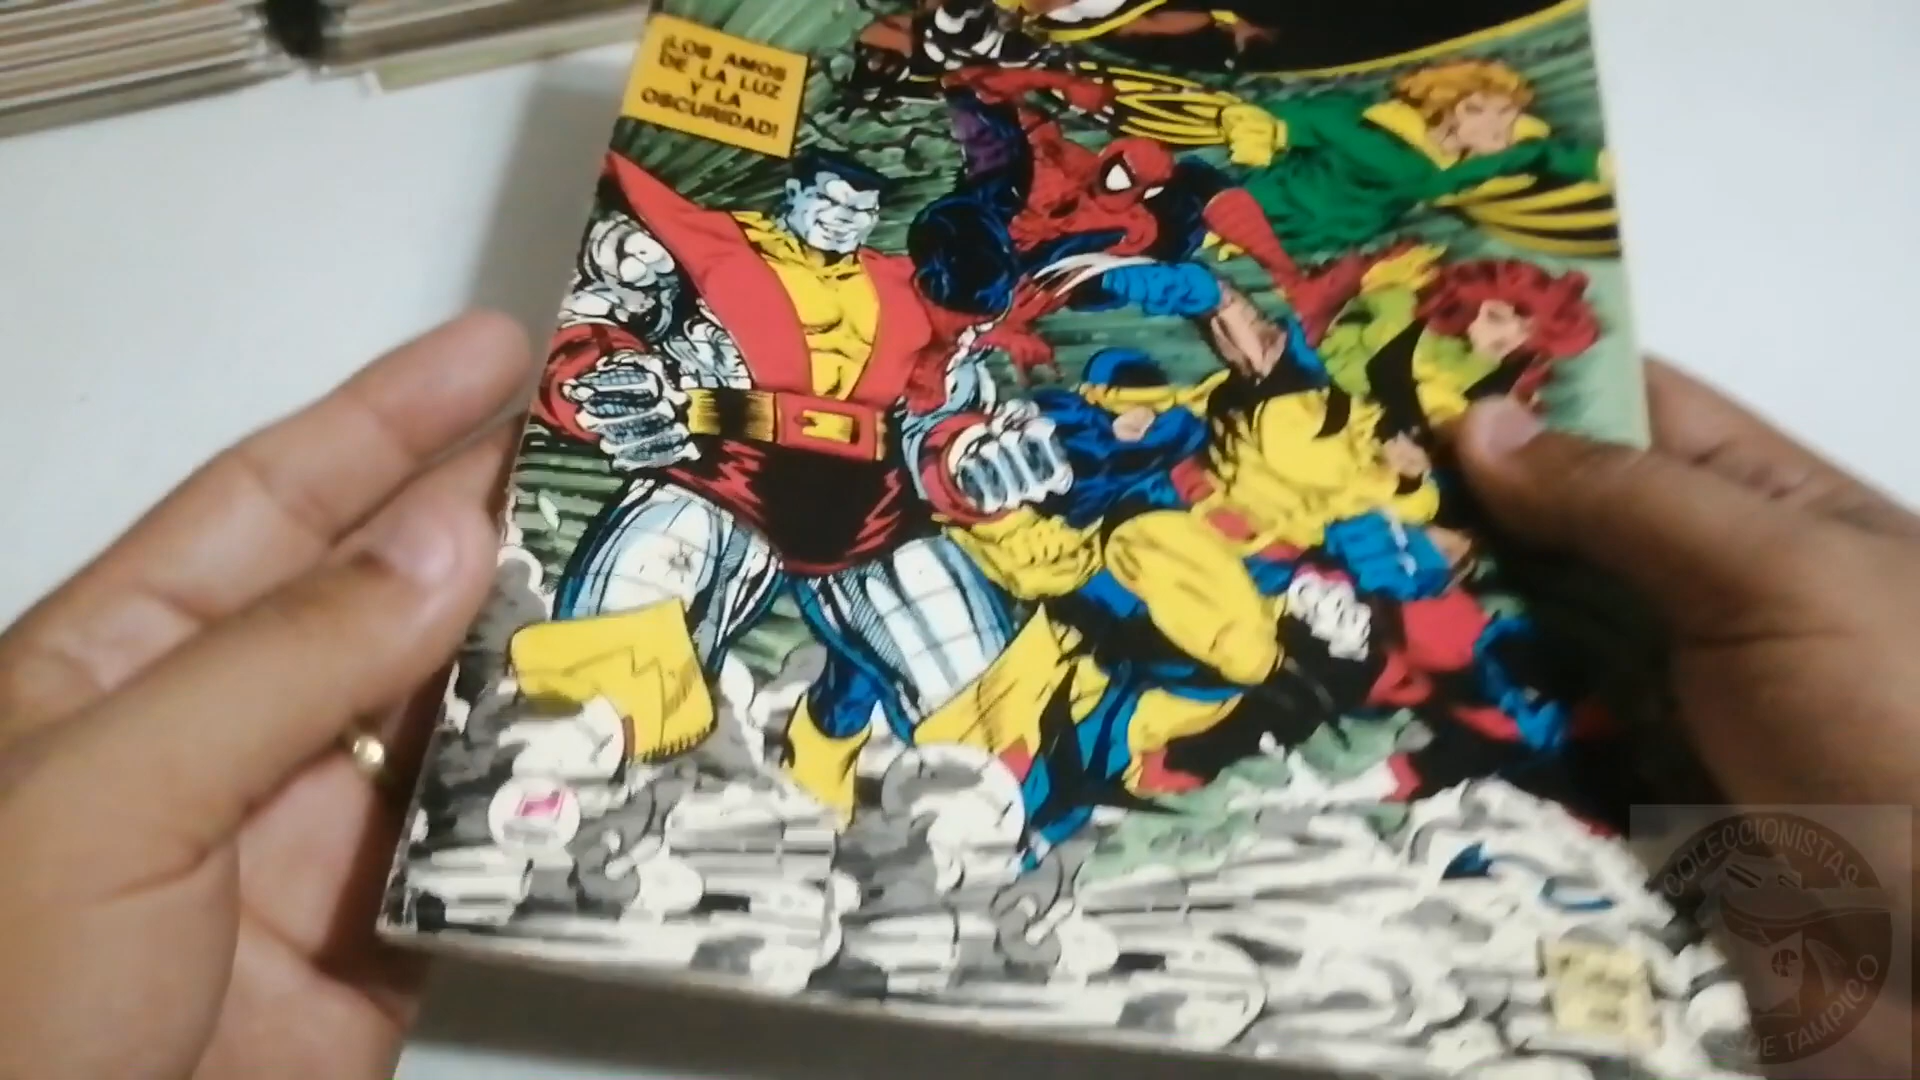 ¡LOS AMOS
DE LA LUZ
Y LA
OSCURIDAD!
COLECCIONISTAS
DE TAMPICO